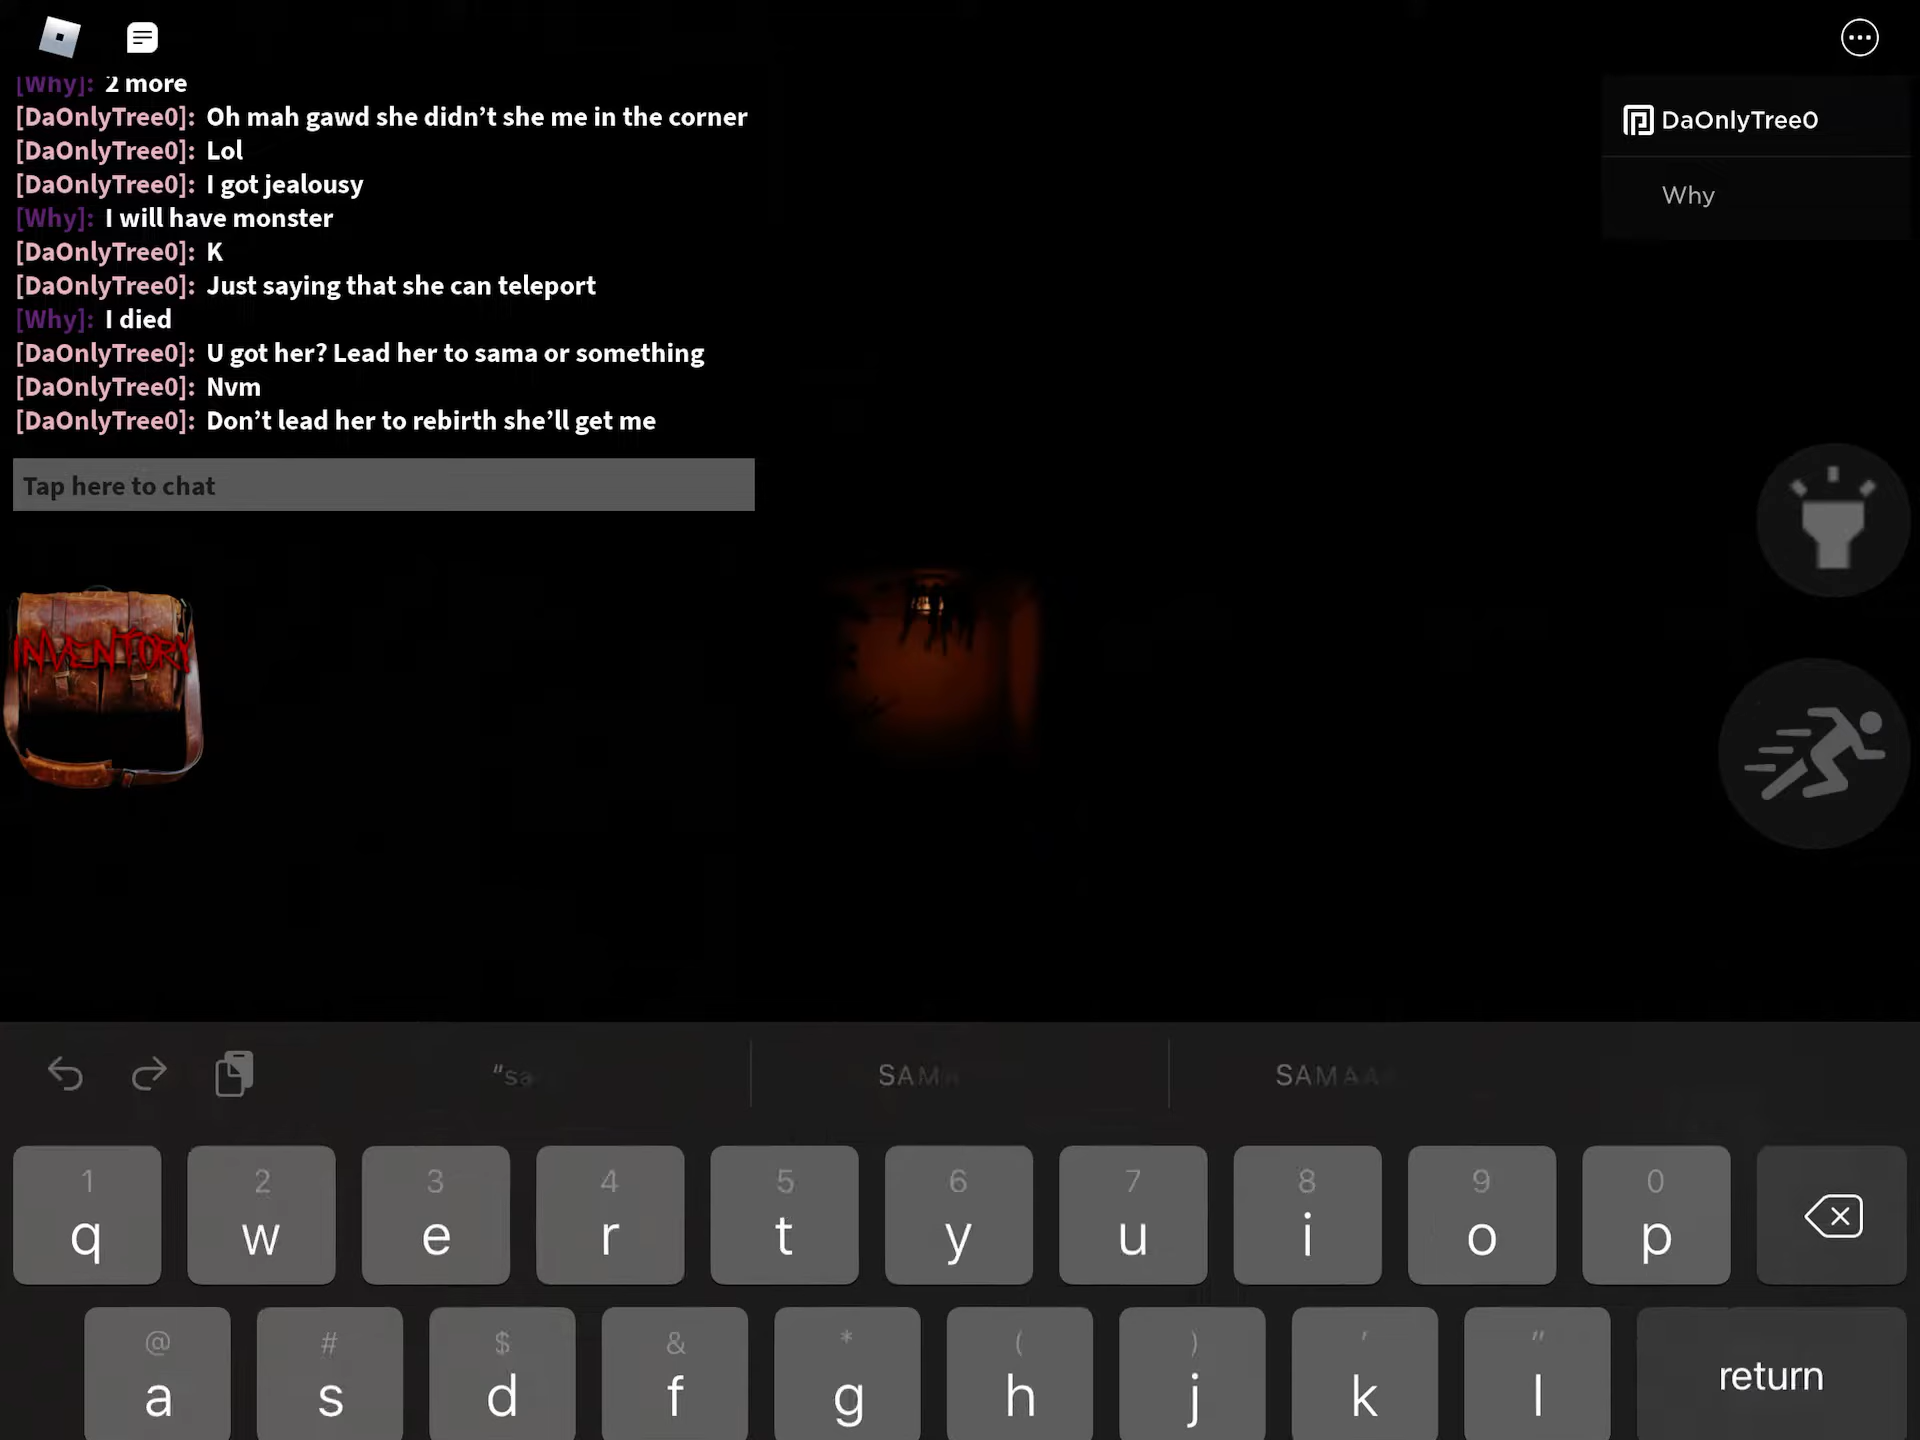 [Why]: 2 more
[DaOnlyTree0]: Oh mah gawd she didn’t she me in the corner
[DaOnlyTree0]: Lol
[DaOnlyTree0]: I got jealousy
[Why]: I will have monster
[DaOnlyTree0]: K
[DaOnlyTree0]: Just saying that she can teleport
[Why]: I died
[DaOnlyTree0]: U got her? Lead her to sama or something
[DaOnlyTree0]: Nvm
[DaOnlyTree0]: Don’t lead her to rebirth she’ll get me
Tap here to chat
DaOnlyTree0
Why
INVENTORY
“sa SAMA SAMAAA
1 2 3 4 5 6 7 8 9 0
q w e r t y u i o p
@ # $ & * ( ) ' "
a s d f g h j k l return